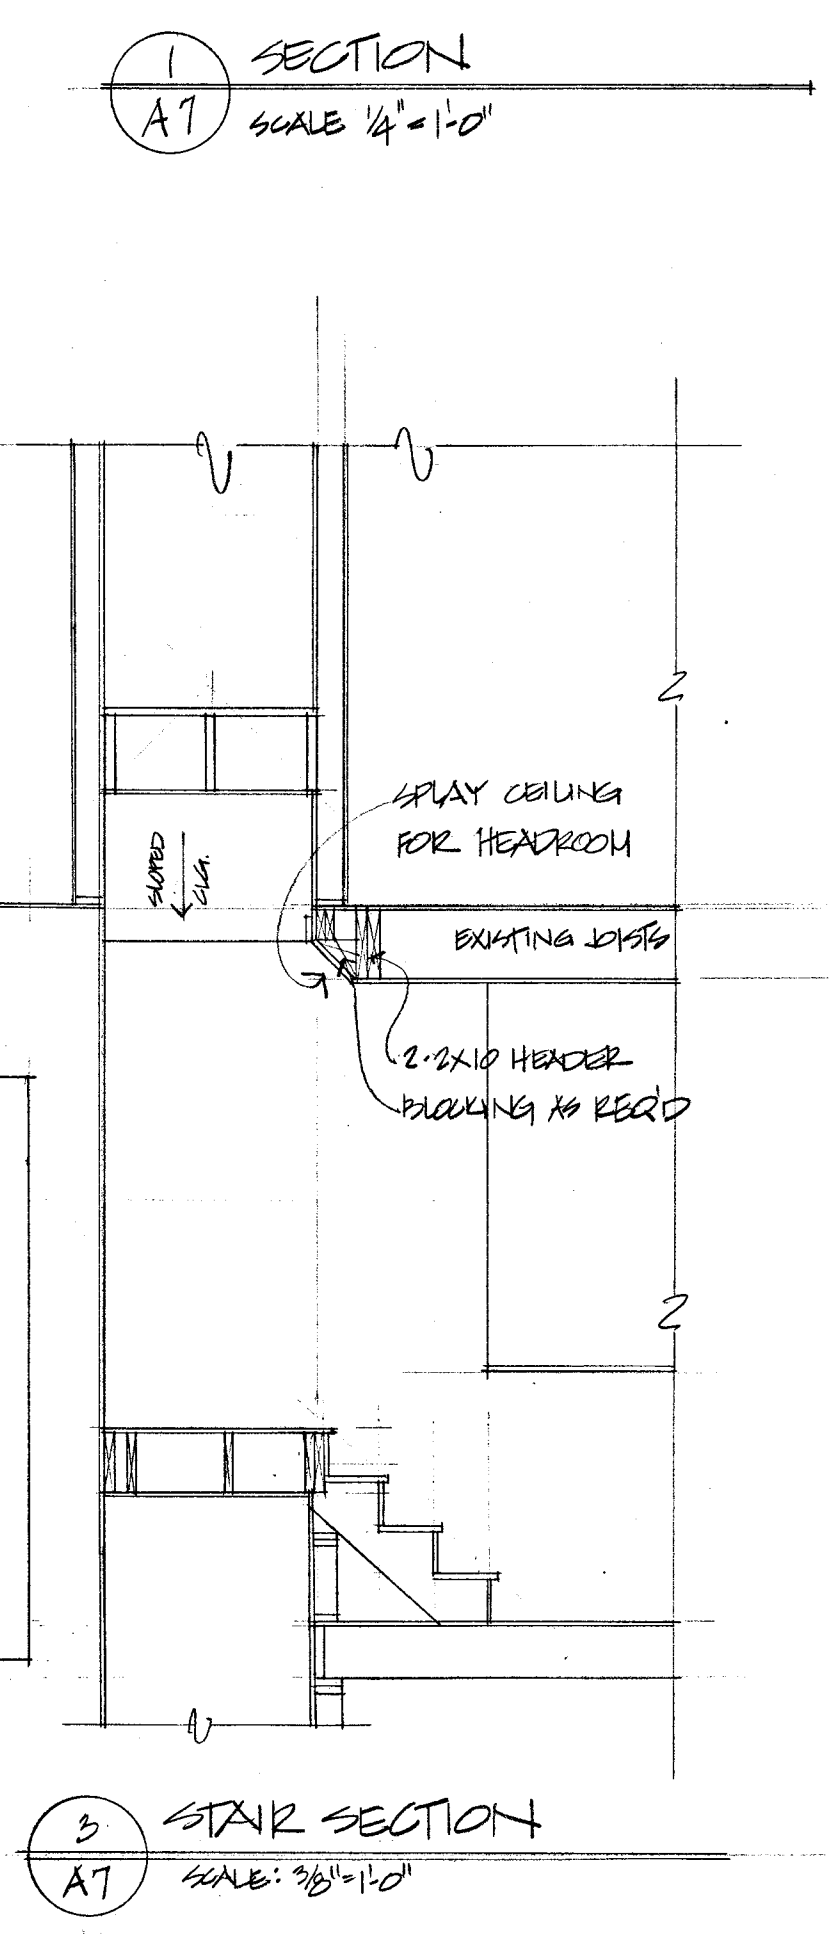 1
SECTION
A7
SCALE 1/4" = 1'-0"
SPLAY CEILING
FOR HEADROOM
SLOPED
CLG.
EXISTING JOISTS
2-2X10 HEADER
BLOCKING AS REQ'D
3
STAIR SECTION
A7
SCALE: 3/8"=1'-0"